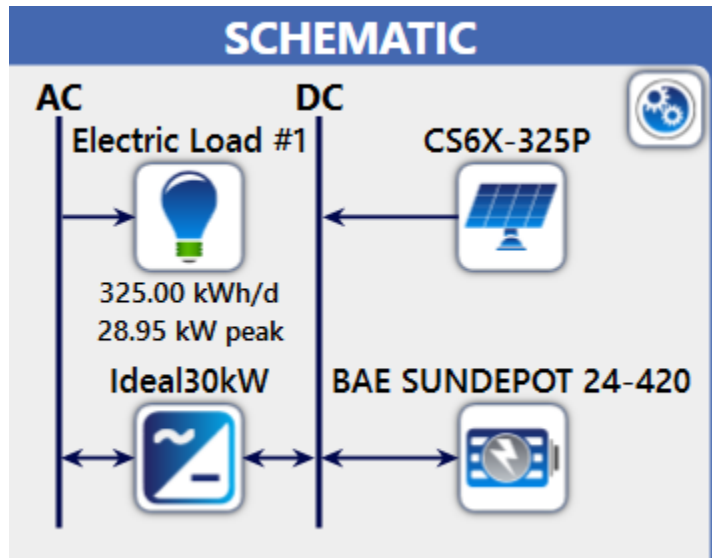 SCHEMATIC
AC
DC
Electric Load #1
CS6X-325P
325.00 kWh/d
28.95 kW peak
Ideal30kW
BAE SUNDEPOT 24-420